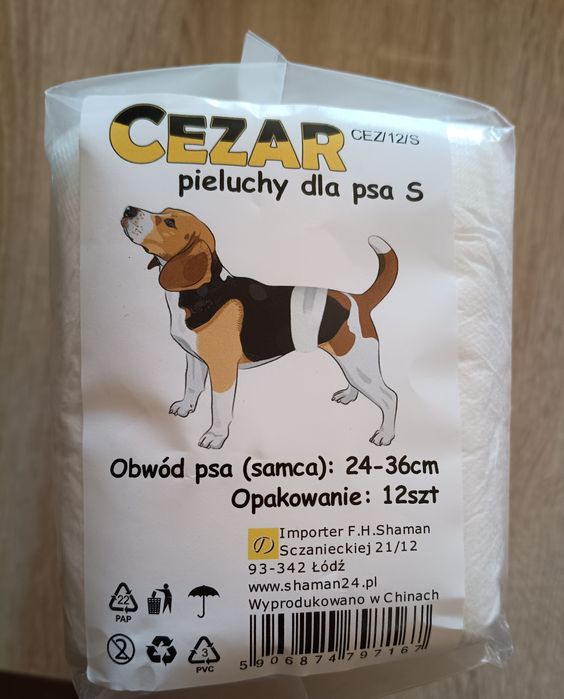 CEZAR CEZ/12/S
pieluchy dla psa S
Obwód psa (samca): 24-36cm
Opakowanie: 12szt
Importer F.H.Shaman
Sczanieckiej 21/12
93-342 Łódź
www.shaman24.pl
Wyprodukowano w Chinach
22
PAP
3
PVC
5906874797167